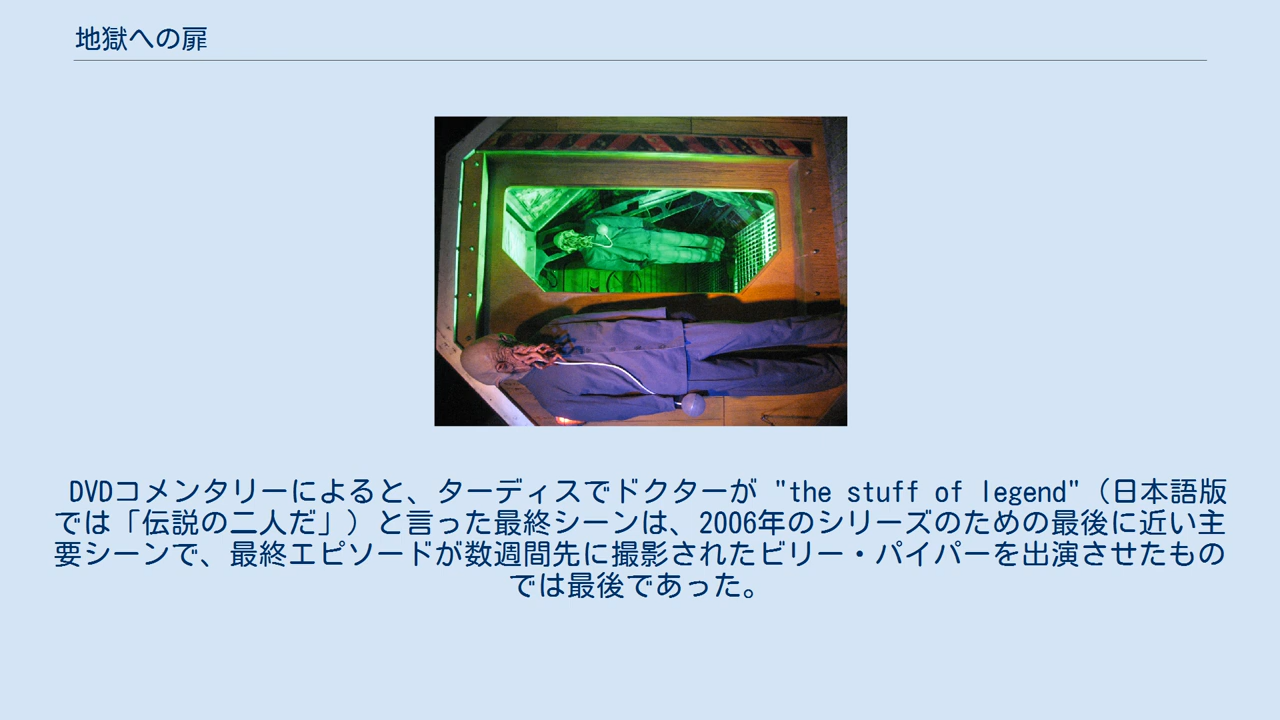 地獄への扉
DVDコメンタリーによると、ターディスでドクターが "the stuff of legend"（日本語版
では「伝説の二人だ」）と言った最終シーンは、2006年のシリーズのための最後に近い主
要シーンで、最終エピソードが数週間先に撮影されたビリー・パイパーを出演させたもの
では最後であった。